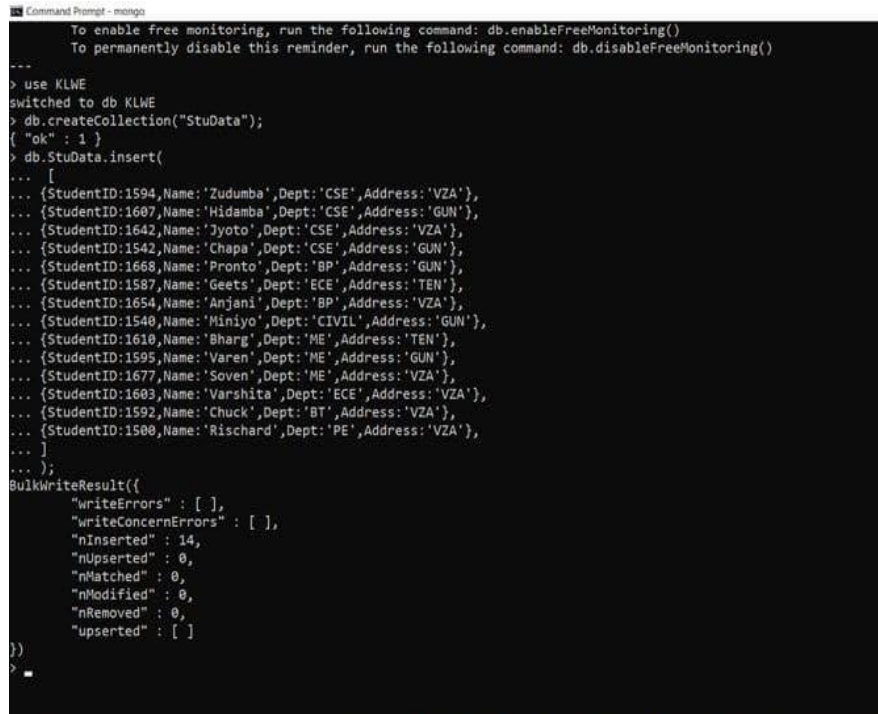 Command Prompt - mongo
To enable free monitoring, run the following command: db.enableFreeMonitoring()
To permanently disable this reminder, run the following command: db.disableFreeMonitoring()
---
> use KLWE
switched to db KLWE
> db.createCollection("StuData");
{ "ok" : 1 }
> db.StuData.insert(
... [
... {StudentID:1594,Name:'Zudumba',Dept:'CSE',Address:'VZA'},
... {StudentID:1607,Name:'Hidamba',Dept:'CSE',Address:'GUN'},
... {StudentID:1642,Name:'Jyoto',Dept:'CSE',Address:'VZA'},
... {StudentID:1542,Name:'Chapa',Dept:'CSE',Address:'GUN'},
... {StudentID:1668,Name:'Pronto',Dept:'BP',Address:'GUN'},
... {StudentID:1587,Name:'Geets',Dept:'ECE',Address:'TEN'},
... {StudentID:1654,Name:'Anjani',Dept:'BP',Address:'VZA'},
... {StudentID:1540,Name:'Miniyo',Dept:'CIVIL',Address:'GUN'},
... {StudentID:1610,Name:'Bharg',Dept:'ME',Address:'TEN'},
... {StudentID:1595,Name:'Varen',Dept:'ME',Address:'GUN'},
... {StudentID:1677,Name:'Soven',Dept:'ME',Address:'VZA'},
... {StudentID:1603,Name:'Varshita',Dept:'ECE',Address:'VZA'},
... {StudentID:1592,Name:'Chuck',Dept:'BT',Address:'VZA'},
... {StudentID:1500,Name:'Rischard',Dept:'PE',Address:'VZA'},
... ]
... );
BulkWriteResult({
"writeErrors" : [ ],
"writeConcernErrors" : [ ],
"nInserted" : 14,
"nUpserted" : 0,
"nMatched" : 0,
"nModified" : 0,
"nRemoved" : 0,
"upserted" : [ ]
})
>